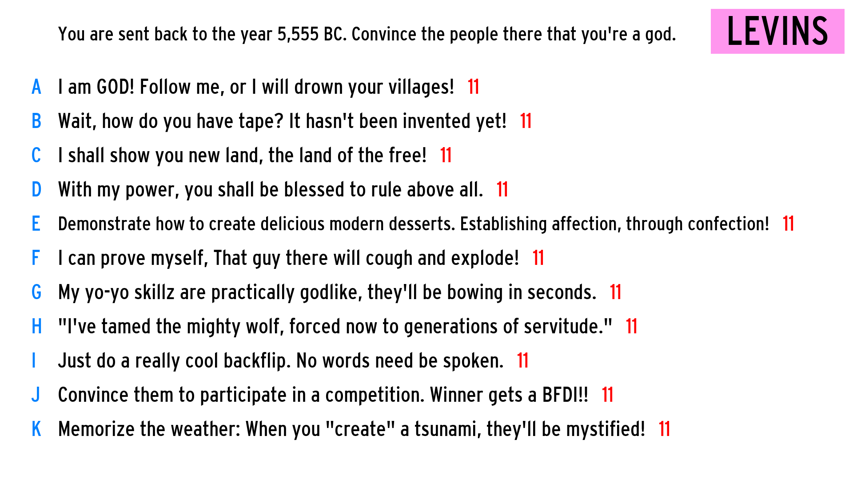 You are sent back to the year 5,555 BC. Convince the people there that you're a god.
LEVINS
A I am GOD! Follow me, or I will drown your villages! 11
B Wait, how do you have tape? It hasn't been invented yet! 11
C I shall show you new land, the land of the free! 11
D With my power, you shall be blessed to rule above all. 11
E Demonstrate how to create delicious modern desserts. Establishing affection, through confection! 11
F I can prove myself, That guy there will cough and explode! 11
G My yo-yo skillz are practically godlike, they'll be bowing in seconds. 11
H "I've tamed the mighty wolf, forced now to generations of servitude." 11
I Just do a really cool backflip. No words need be spoken. 11
J Convince them to participate in a competition. Winner gets a BFDI!! 11
K Memorize the weather: When you "create" a tsunami, they'll be mystified! 11